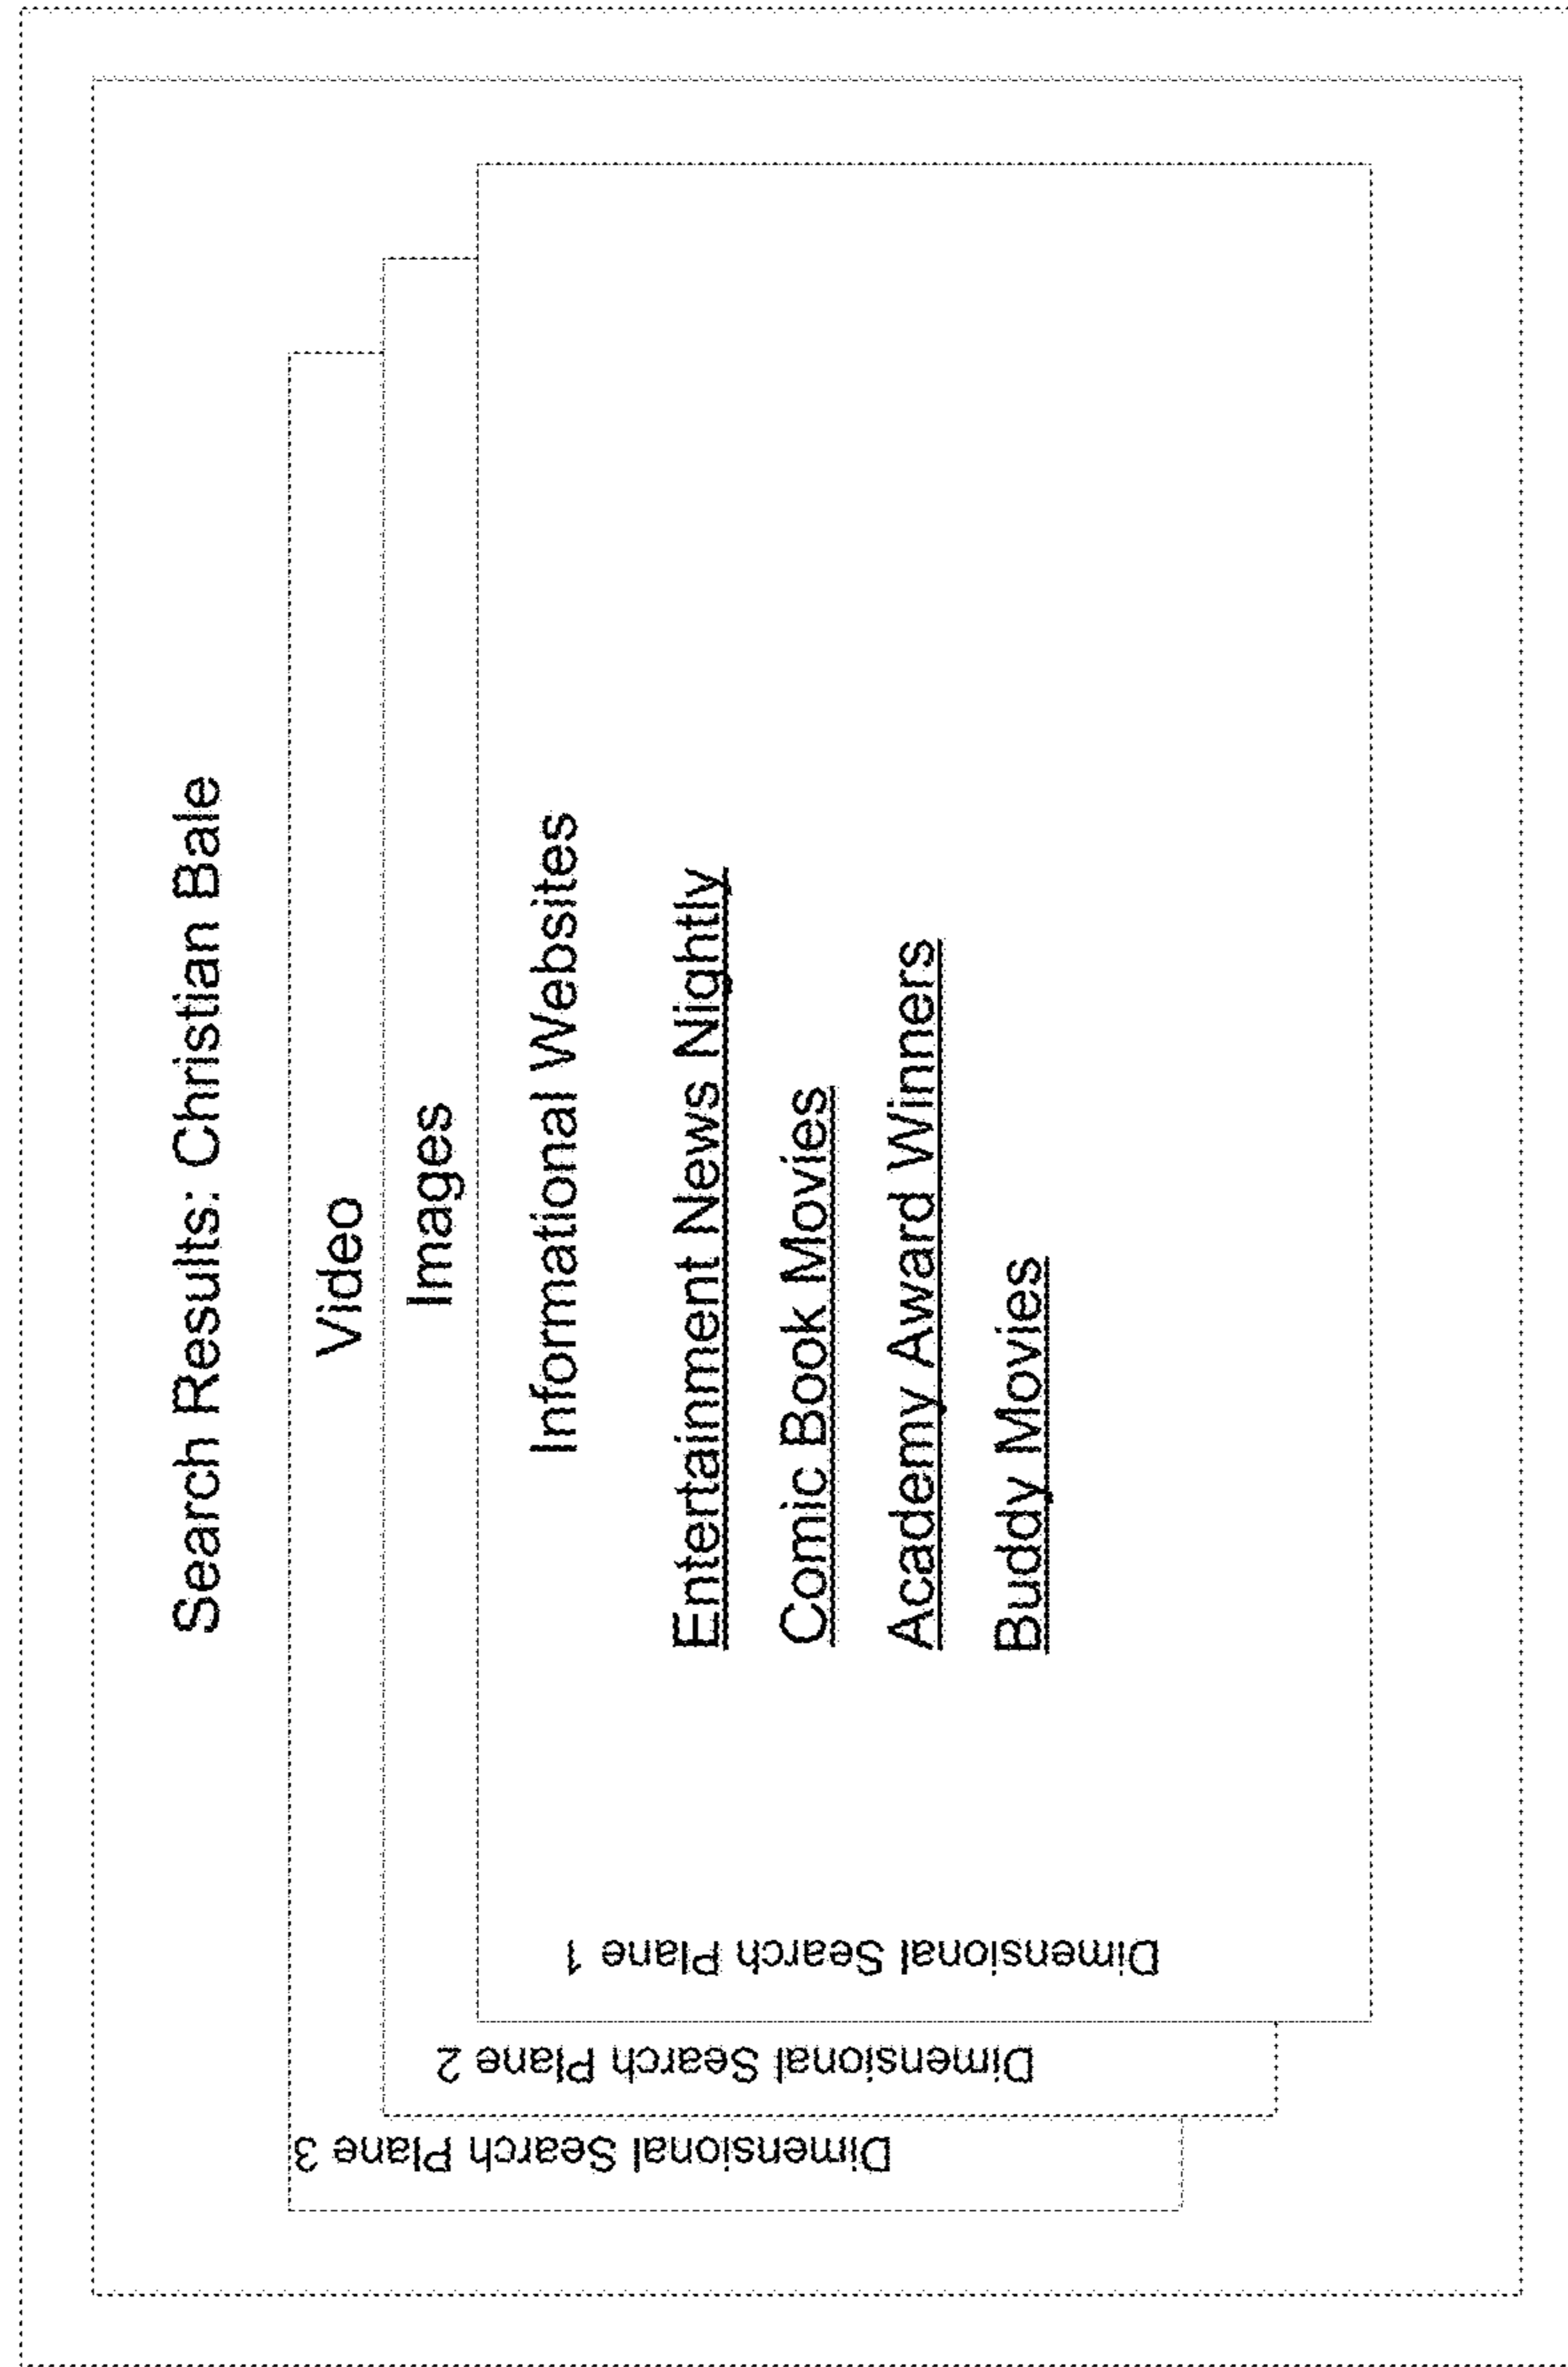 Search Results: Christian Bale
Video
Images
Informational Websites
Entertainment News Nightly
Comic Book Movies
Academy Award Winners
Buddy Movies
Dimensional Search Plane 1
Dimensional Search Plane 2
Dimensional Search Plane 3